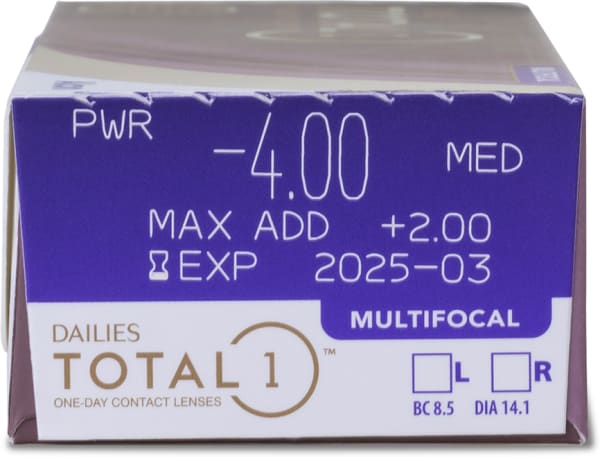 PWR -4.00 MED
MAX ADD +2.00
EXP 2025-03
MULTIFOCAL
DAILIES
TOTAL 1™
ONE-DAY CONTACT LENSES
L R
BC 8.5 DIA 14.1